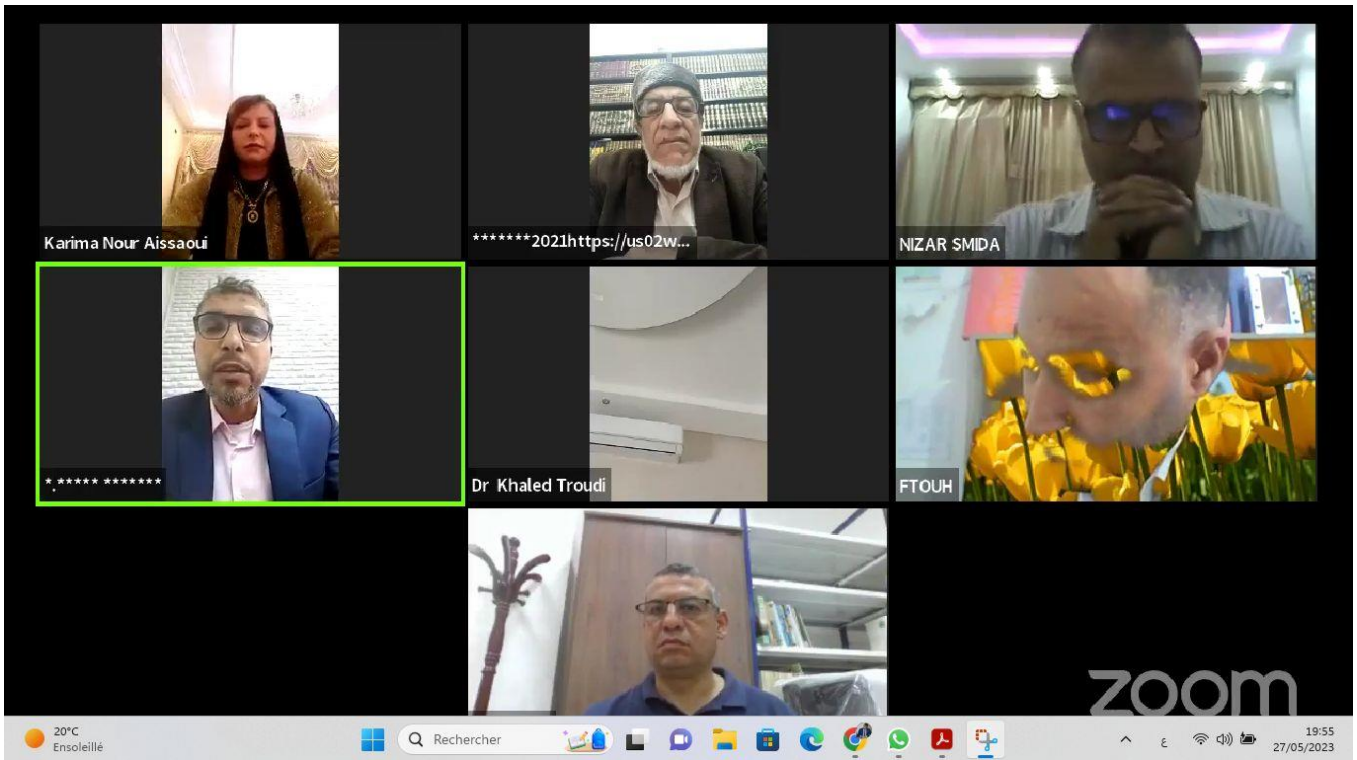 Karima Nour Aissaoui
*******2021https://us02w...
NIZAR SMIDA
*.***** *******
Dr Khaled Troudi
FTOUH
zoom
20°C
Ensoleillé
Rechercher
ع
19:55
27/05/2023